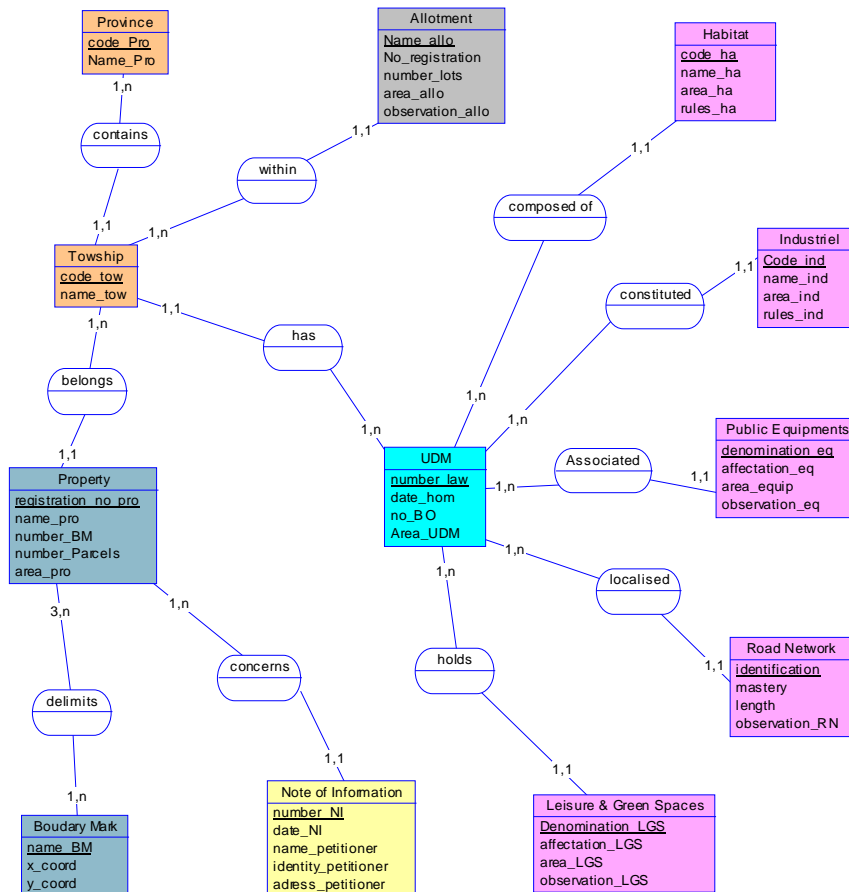 Province
code_Pro
Name_Pro
1,n
contains
1,1
Allotment
Name_allo
No_registration
number_lots
area_allo
observation_allo
1,1
within
1,n
Habitat
code_ha
name_ha
area_ha
rules_ha
1,1
composed of
1,n
Towship
code_tow
name_tow
1,n
1,1
has
1,n
Industriel
Code_ind
name_ind
area_ind
rules_ind
1,1
constituted
1,n
belongs
1,1
Property
registration_no_pro
name_pro
number_BM
number_Parcels
area_pro
3,n
1,n
UDM
number_law
date_hom
no_BO
Area_UDM
Public Equipments
denomination_eq
affectation_eq
area_equip
observation_eq
1,1
Associated
1,n
1,n
localised
1,1
Road Network
identification
mastery
length
observation_RN
1,n
holds
1,1
Leisure & Green Spaces
Denomination_LGS
affectation_LGS
area_LGS
observation_LGS
concerns
1,1
Note of Information
number_NI
date_NI
name_petitioner
identity_petitioner
adress_petitioner
delimits
1,n
Boudary Mark
name_BM
x_coord
y_coord